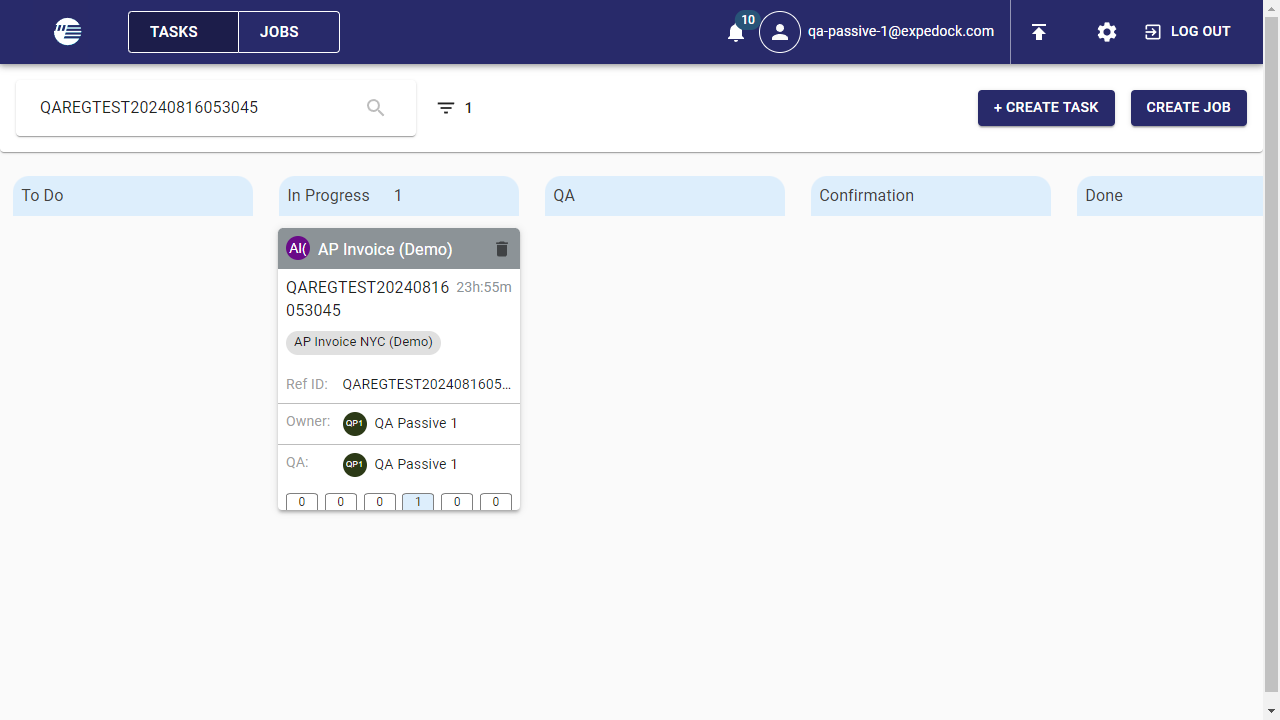 TASKS
JOBS
10
qa-passive-1@expedock.com
LOG OUT
QAREGTEST20240816053045
1
+ CREATE TASK
CREATE JOB
To Do
In Progress 1
QA
Confirmation
Done
AI(
AP Invoice (Demo)
QAREGTEST20240816
053045
23h:55m
AP Invoice NYC (Demo)
Ref ID: QAREGTEST2024081605...
Owner: QP1 QA Passive 1
QA: QP1 QA Passive 1
0 0 0 1 0 0